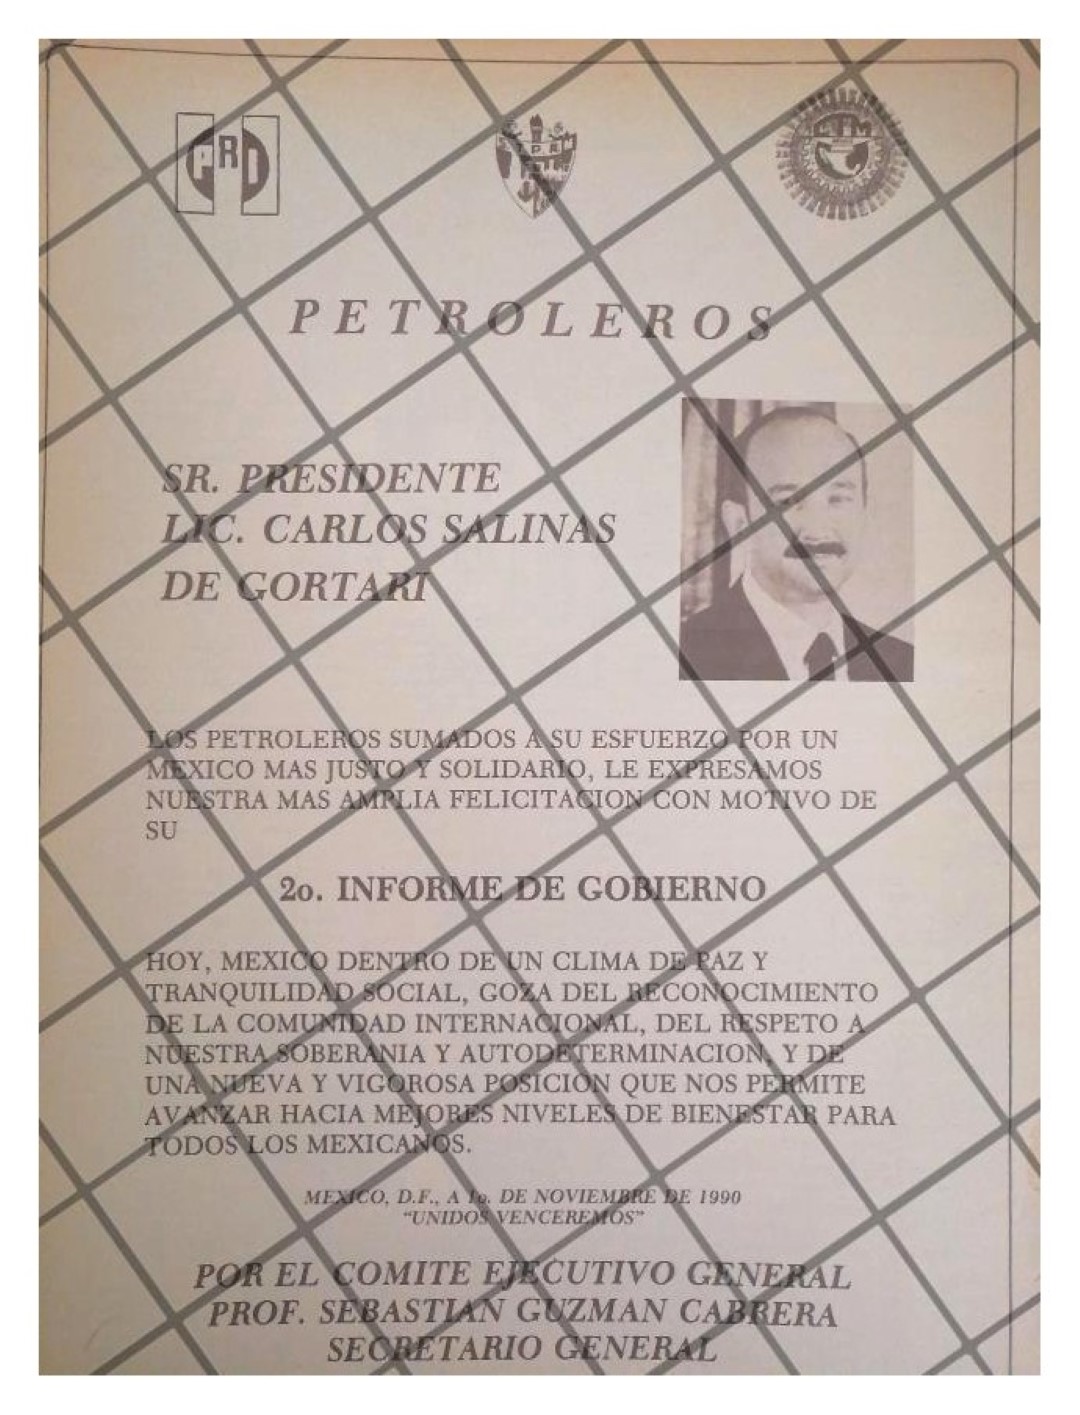 PRI
S.T.P.R.M.
CTM
PETROLEROS
SR. PRESIDENTE
LIC. CARLOS SALINAS
DE GORTARI
LOS PETROLEROS SUMADOS A SU ESFUERZO POR UN
MEXICO MAS JUSTO Y SOLIDARIO, LE EXPRESAMOS
NUESTRA MAS AMPLIA FELICITACION CON MOTIVO DE
SU
2o. INFORME DE GOBIERNO
HOY, MEXICO DENTRO DE UN CLIMA DE PAZ Y
TRANQUILIDAD SOCIAL, GOZA DEL RECONOCIMIENTO
DE LA COMUNIDAD INTERNACIONAL, DEL RESPETO A
NUESTRA SOBERANIA Y AUTODETERMINACION, Y DE
UNA NUEVA Y VIGOROSA POSICION QUE NOS PERMITE
AVANZAR HACIA MEJORES NIVELES DE BIENESTAR PARA
TODOS LOS MEXICANOS.
MEXICO, D.F., A 1o. DE NOVIEMBRE DE 1990
"UNIDOS VENCEREMOS"
POR EL COMITE EJECUTIVO GENERAL
PROF. SEBASTIAN GUZMAN CABRERA
SECRETARIO GENERAL